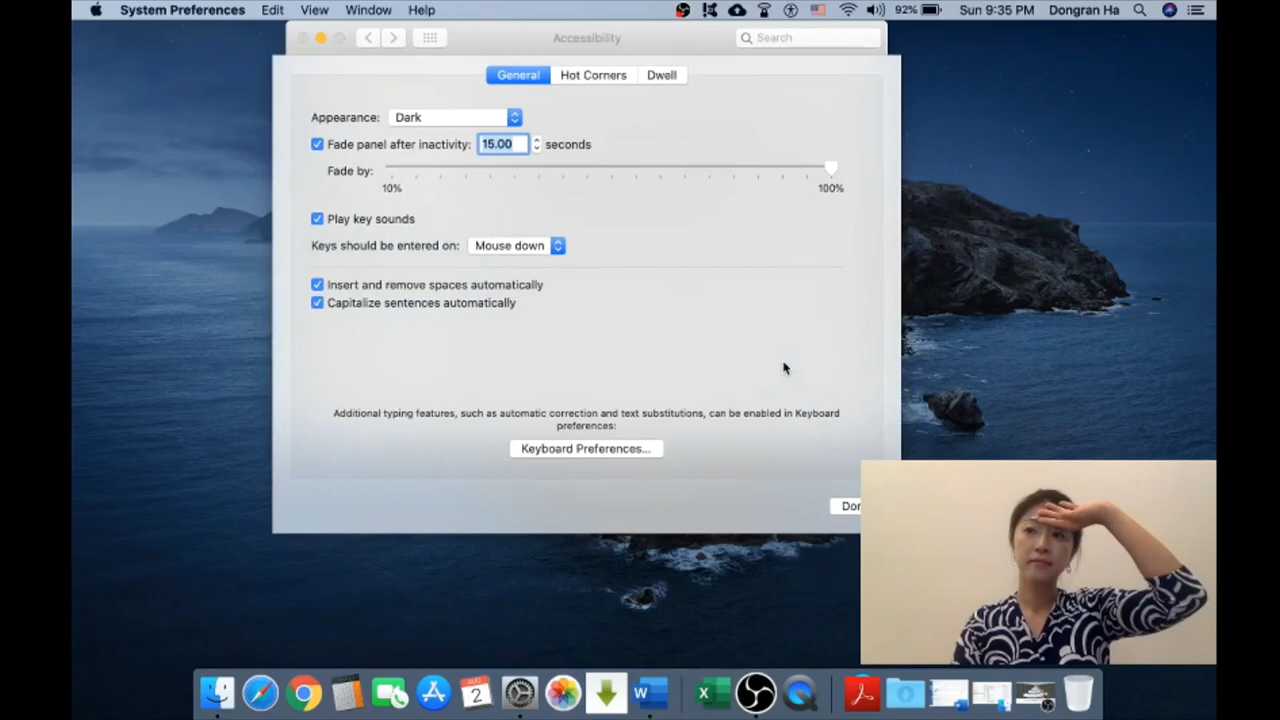 System Preferences Edit View Window Help 92% Sun 9:35 PM Dongran Ha
Accessibility Search
General Hot Corners Dwell
Appearance: Dark
Fade panel after inactivity: 15.00 seconds
Fade by:
10% 100%
Play key sounds
Keys should be entered on: Mouse down
Insert and remove spaces automatically
Capitalize sentences automatically
Additional typing features, such as automatic correction and text substitutions, can be enabled in Keyboard
preferences:
Keyboard Preferences...
Don
AUG
2
W
X